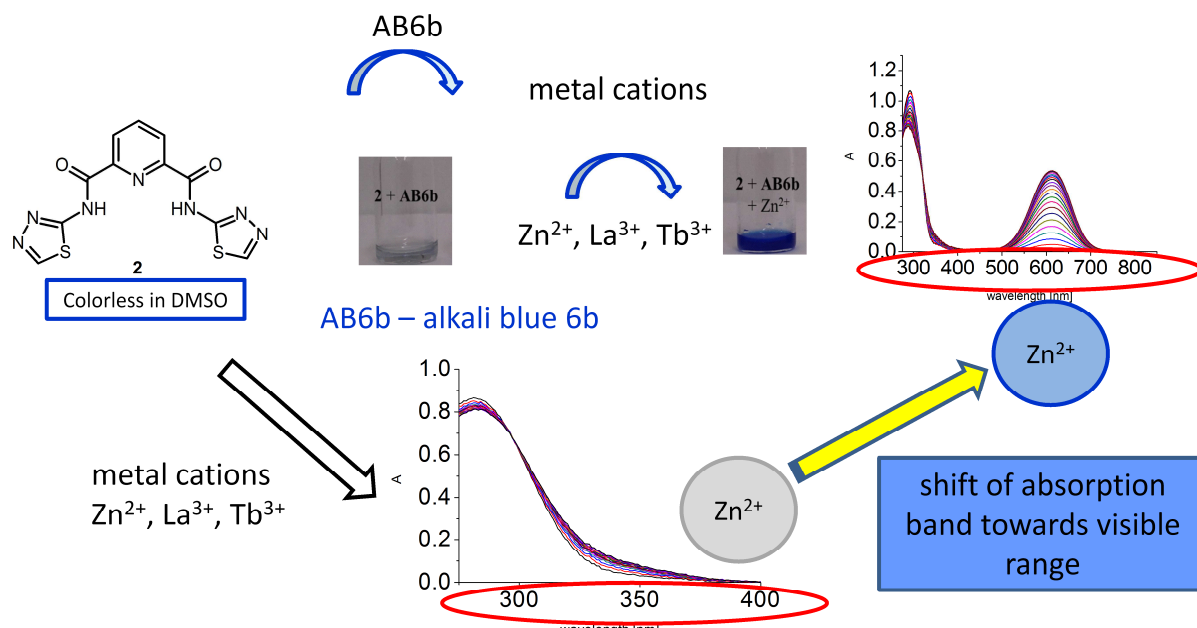 AB6b
metal cations
Zn²⁺, La³⁺, Tb³⁺
2 + AB6b
2 + AB6b
+ Zn²⁺
O
N
O
HN
NH
N
N
S
N
N
S
2
Colorless in DMSO
AB6b – alkali blue 6b
A
1.2
1.0
0.8
0.6
0.4
0.2
0.0
300 400 500 600 700 800
wavelength [nm]
Zn²⁺
metal cations
Zn²⁺, La³⁺, Tb³⁺
A
1.0
0.8
0.6
0.4
0.2
0.0
300 350 400
wavelength [nm]
Zn²⁺
shift of absorption
band towards visible
range